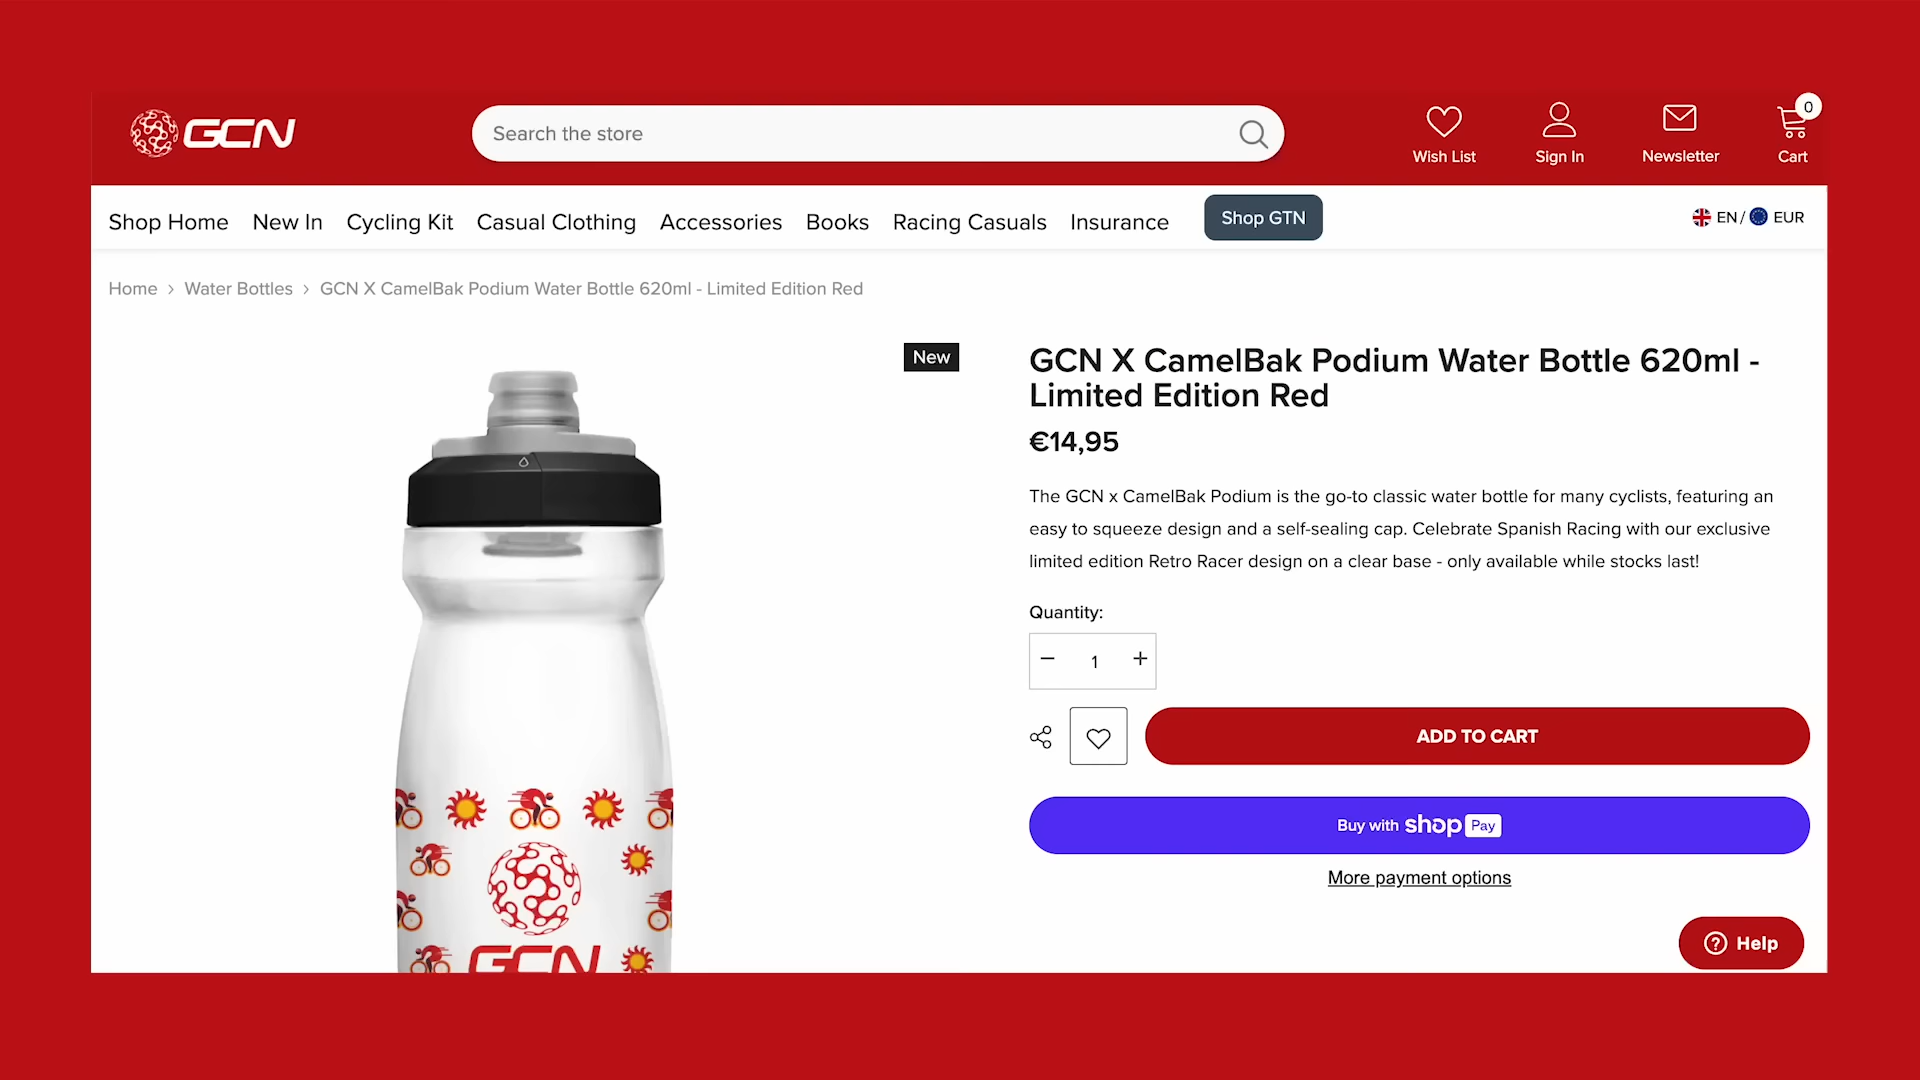 GCN
Search the store
Wish List
Sign In
Newsletter
0
Cart
Shop Home
New In
Cycling Kit
Casual Clothing
Accessories
Books
Racing Casuals
Insurance
Shop GTN
EN / EUR
Home > Water Bottles > GCN X CamelBak Podium Water Bottle 620ml - Limited Edition Red
New
GCN X CamelBak Podium Water Bottle 620ml -
Limited Edition Red
€14,95
The GCN x CamelBak Podium is the go-to classic water bottle for many cyclists, featuring an
easy to squeeze design and a self-sealing cap. Celebrate Spanish Racing with our exclusive
limited edition Retro Racer design on a clear base - only available while stocks last!
Quantity:
− 1 +
ADD TO CART
Buy with shop Pay
More payment options
GCN
Help